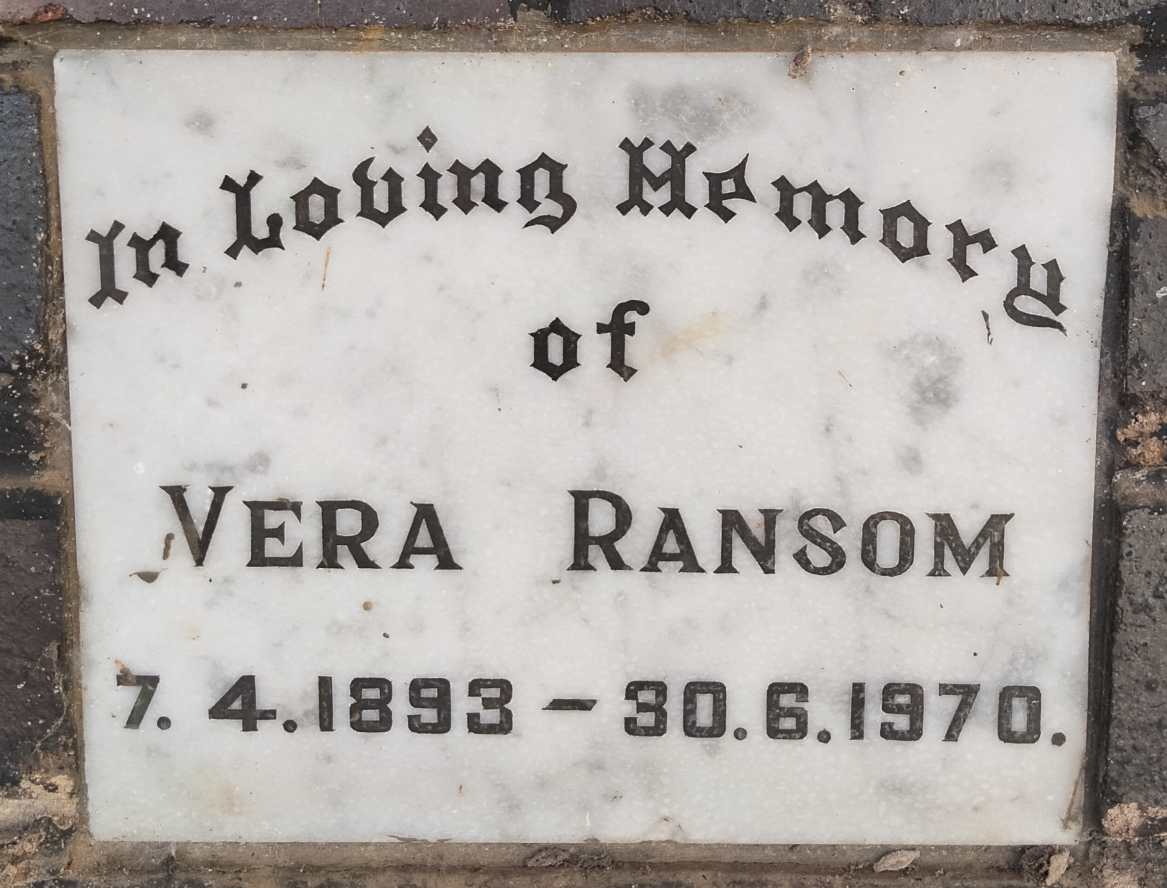 In Loving Memory
of
VERA RANSOM
7.4.1893 - 30.6.1970.